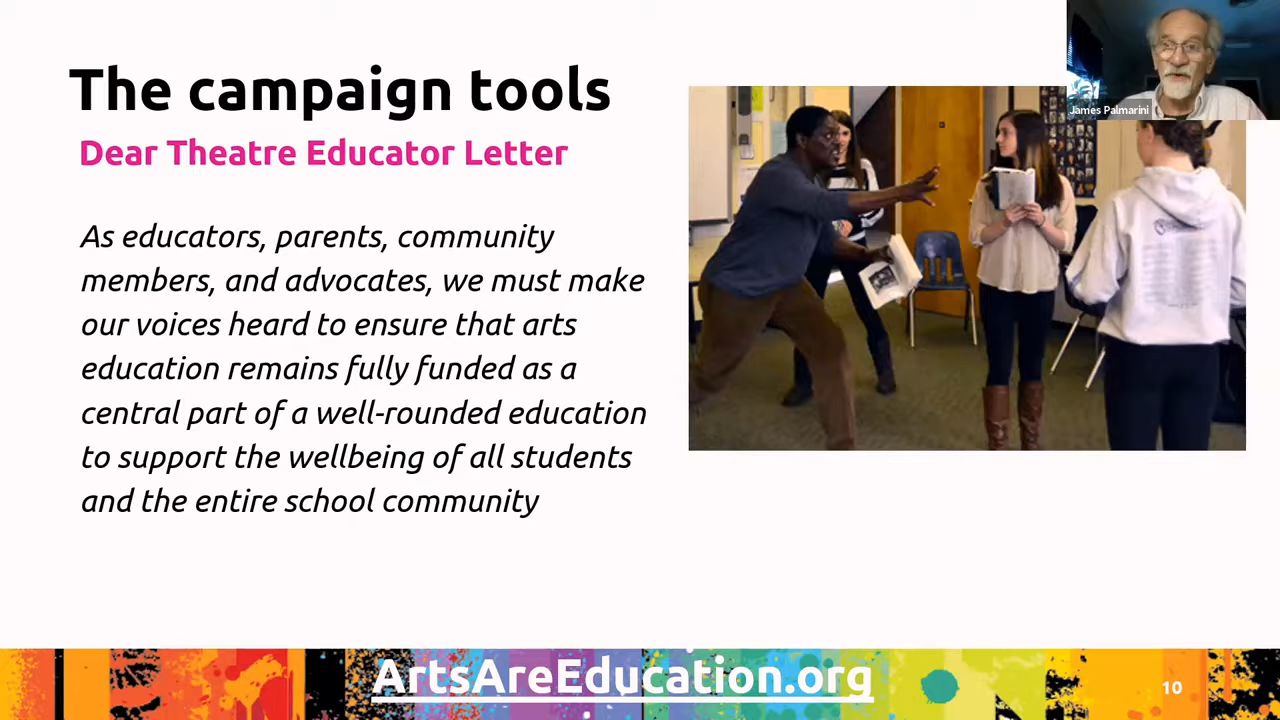 The campaign tools
Dear Theatre Educator Letter
As educators, parents, community
members, and advocates, we must make
our voices heard to ensure that arts
education remains fully funded as a
central part of a well-rounded education
to support the wellbeing of all students
and the entire school community
James Palmarini
ArtsAreEducation.org
10